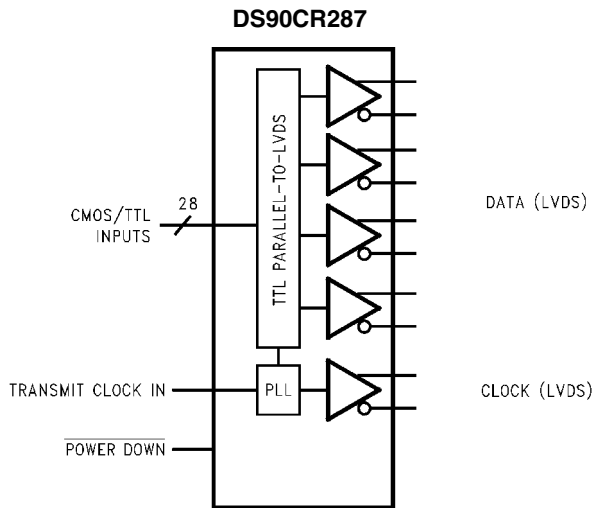 DS90CR287
TTL PARALLEL-TO-LVDS
28
CMOS/TTL
INPUTS
DATA (LVDS)
TRANSMIT CLOCK IN
PLL
CLOCK (LVDS)
POWER DOWN